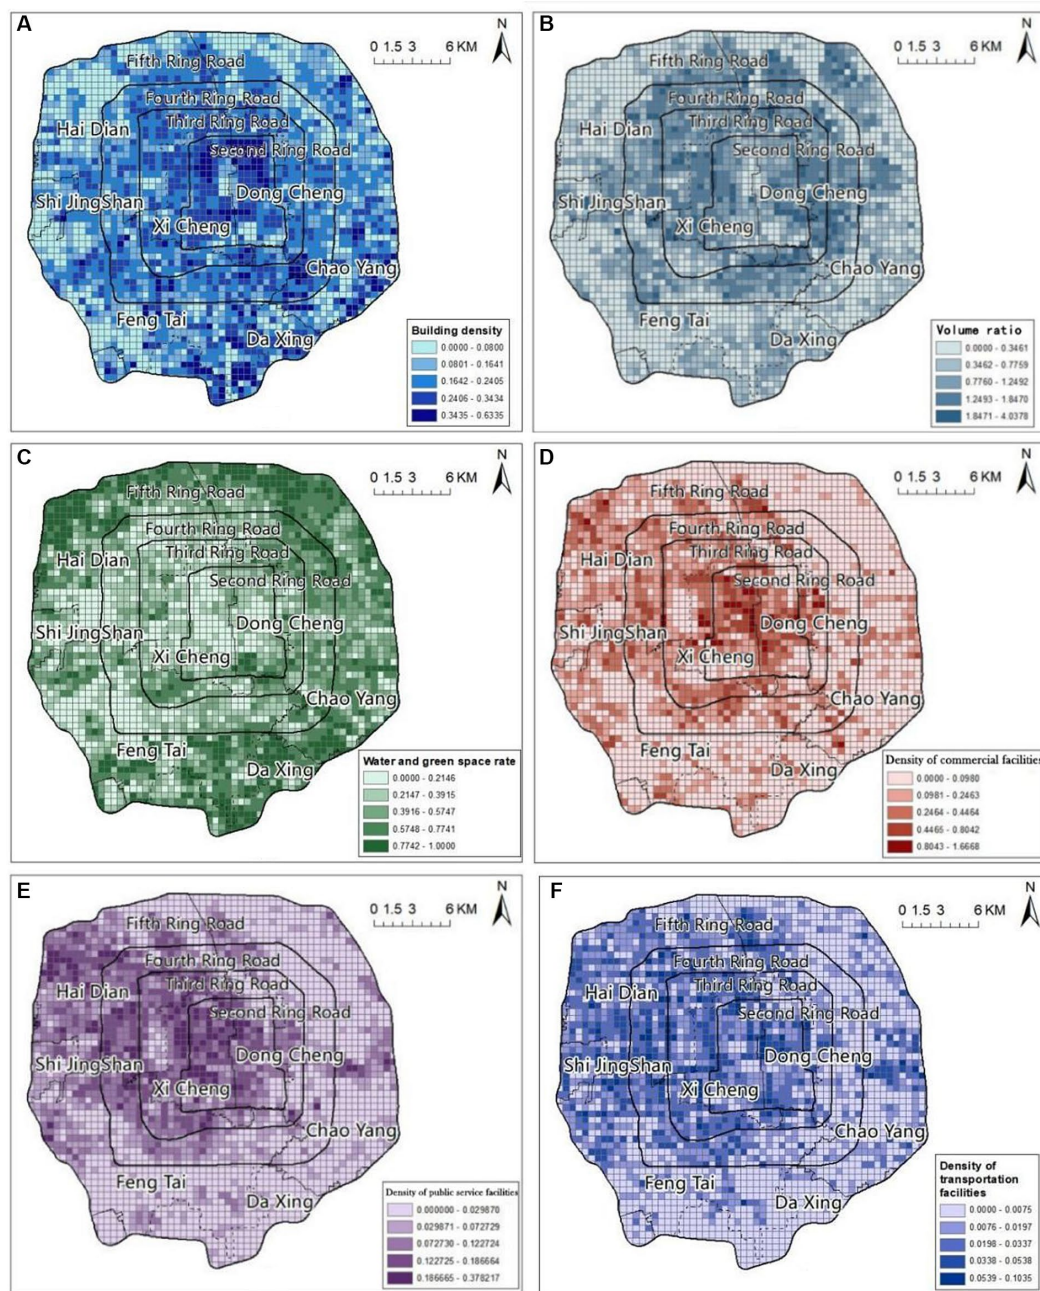 A
N
0 1.5 3 6 KM
Fifth Ring Road
Fourth Ring Road
Third Ring Road
Hai Dian
Second Ring Road
Shi JingShan
Dong Cheng
Xi Cheng
Chao Yang
Feng Tai
Da Xing
Building density
0.0000 - 0.0800
0.0801 - 0.1641
0.1642 - 0.2405
0.2406 - 0.3434
0.3435 - 0.6335
B
N
0 1.5 3 6 KM
Fifth Ring Road
Fourth Ring Road
Third Ring Road
Hai Dian
Second Ring Road
Shi JingShan
Dong Cheng
Xi Cheng
Chao Yang
Feng Tai
Da Xing
Volume ratio
0.0000 - 0.3461
0.3462 - 0.7759
0.7760 - 1.2492
1.2493 - 1.8470
1.8471 - 4.0378
C
N
0 1.5 3 6 KM
Fifth Ring Road
Fourth Ring Road
Third Ring Road
Hai Dian
Second Ring Road
Shi JingShan
Dong Cheng
Xi Cheng
Chao Yang
Feng Tai
Da Xing
Water and green space rate
0.0000 - 0.2146
0.2147 - 0.3915
0.3916 - 0.5747
0.5748 - 0.7741
0.7742 - 1.0000
D
N
0 1.5 3 6 KM
Fifth Ring Road
Fourth Ring Road
Third Ring Road
Hai Dian
Second Ring Road
Shi JingShan
Dong Cheng
Xi Cheng
Chao Yang
Feng Tai
Da Xing
Density of commercial facilities
0.0000 - 0.0980
0.0981 - 0.2463
0.2464 - 0.4464
0.4465 - 0.8042
0.8043 - 1.6668
E
N
0 1.5 3 6 KM
Fifth Ring Road
Fourth Ring Road
Third Ring Road
Hai Dian
Second Ring Road
Shi JingShan
Dong Cheng
Xi Cheng
Chao Yang
Feng Tai
Da Xing
Density of public service facilities
0.000000 - 0.029870
0.029871 - 0.072729
0.072730 - 0.122724
0.122725 - 0.186664
0.186665 - 0.378217
F
N
0 1.5 3 6 KM
Fifth Ring Road
Fourth Ring Road
Third Ring Road
Hai Dian
Second Ring Road
Shi JingShan
Dong Cheng
Xi Cheng
Chao Yang
Feng Tai
Da Xing
Density of
transportation
facilities
0.0000 - 0.0075
0.0076 - 0.0197
0.0198 - 0.0337
0.0338 - 0.0538
0.0539 - 0.1035